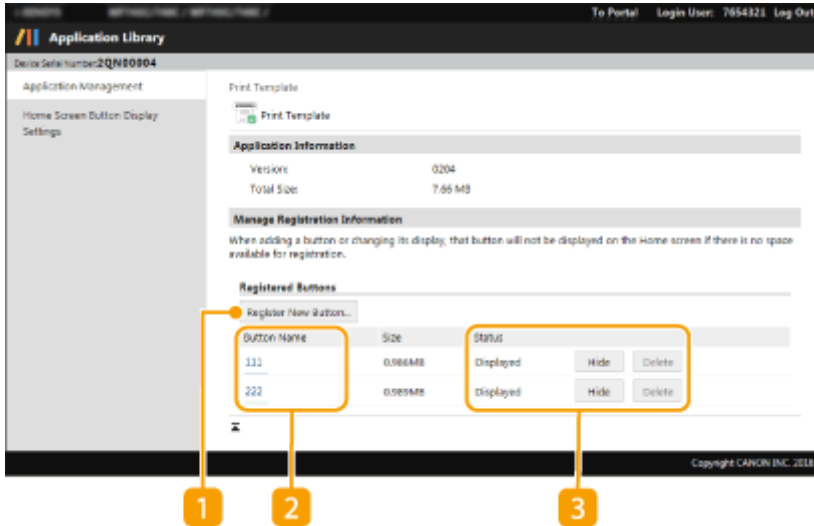 To Portal Login User: 7654321 Log Out
Application Library
Device Serial Number:2QN00004
Application Management
Home Screen Button Display
Settings
Print Template
Print Template
Application Information
Version: 0204
Total Size: 7.66 MB
Manage Registration Information
When adding a button or changing its display, that button will not be displayed on the Home screen if there is no space
available for registration.
Registered Buttons
Register New Button...
Button Name Size Status
111 0.986MB Displayed Hide Delete
222 0.989MB Displayed Hide Delete
Copyright CANON INC. 2018
1 2 3